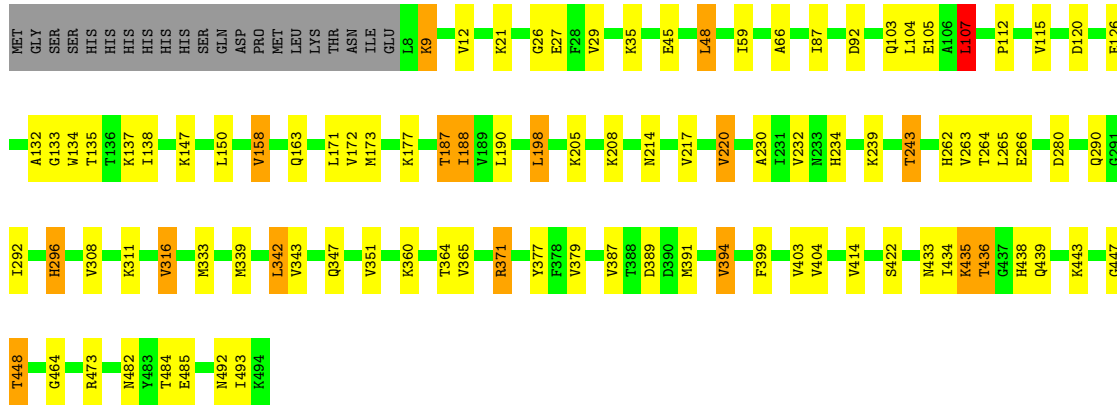 MET GLY SER SER HIS HIS HIS HIS HIS HIS SER GLN ASP PRO MET LEU LYS THR ASN ILE GLU L8 K9 V12 K21 G26 E27 F28 V29 K35 E45 L48 I59 A66 I87 D92 Q103 L104 E105 A106 L107 P112 V115 D120
A132 G133 W134 T135 T136 K137 I138 K147 L150 V158 Q163 L171 V172 M173 K177 T187 I188 V189 L190 L198 K205 K208 N214 V217 V220 A230 I231 V232 N233 H234 K239 T243 H262 V263 T264 L265 E266 D280 Q290
I292 H296 V308 K311 V316 M333 M339 L342 V343 Q347 V351 K360 T364 V365 R371 Y377 F378 V379 V387 T388 D389 D390 M391 V394 F399 V403 V404 V414 S422 N433 I434 K435 T436 G437 H438 Q439 K443 G447
T448 G464 R473 N482 Y483 T484 E485 N492 I493 K494